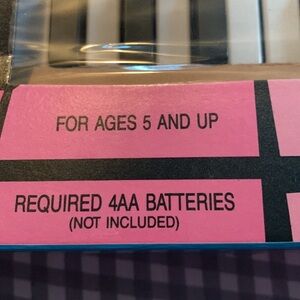 FOR AGES 5 AND UP
REQUIRED 4AA BATTERIES
(NOT INCLUDED)